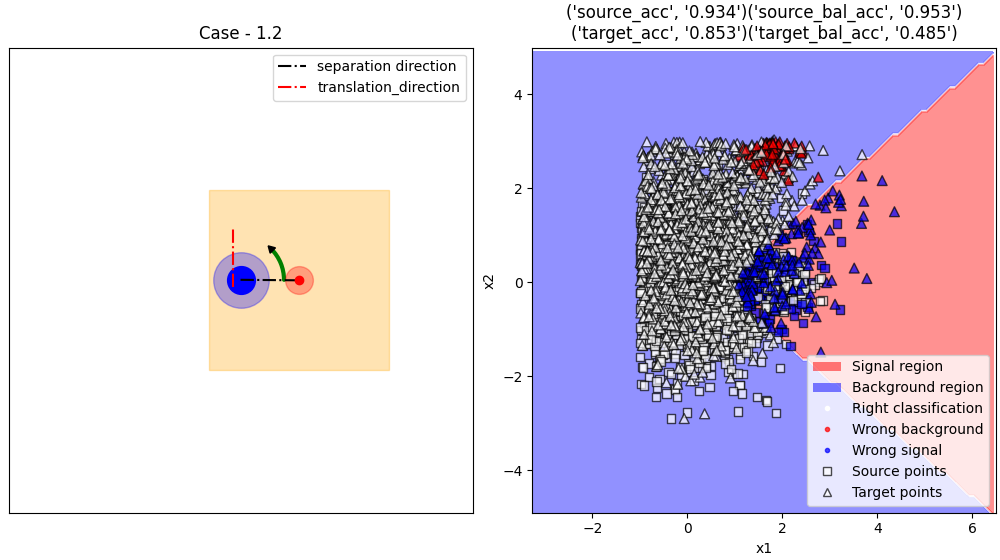 Case - 1.2
separation direction
translation_direction
('source_acc', '0.934')('source_bal_acc', '0.953')
('target_acc', '0.853')('target_bal_acc', '0.485')
4
2
0
−2
−4
x2
Signal region
Background region
Right classification
Wrong background
Wrong signal
Source points
Target points
−2
0
2
4
6
x1